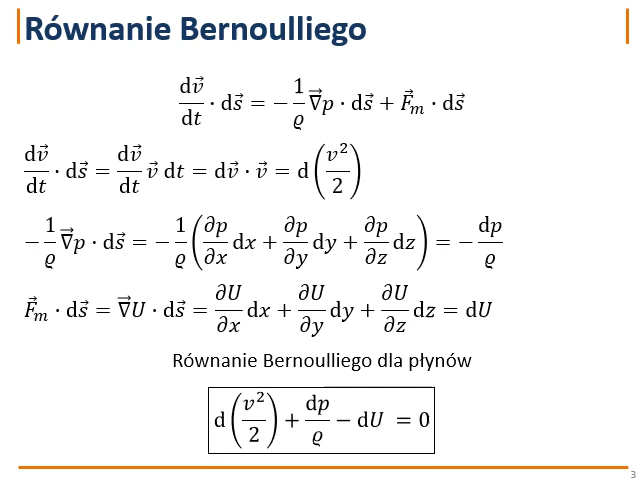 Równanie Bernoulliego
d𝑣⃗/d𝑡 · d𝑠⃗ = −1/𝜚 ∇⃗𝑝 · d𝑠⃗ + 𝐹⃗ₘ · d𝑠⃗
d𝑣⃗/d𝑡 · d𝑠⃗ = d𝑣⃗/d𝑡 𝑣⃗ d𝑡 = d𝑣⃗ · 𝑣⃗ = d(𝑣²/2)
−1/𝜚 ∇⃗𝑝 · d𝑠⃗ = −1/𝜚 (∂𝑝/∂𝑥 d𝑥 + ∂𝑝/∂𝑦 d𝑦 + ∂𝑝/∂𝑧 d𝑧) = −d𝑝/𝜚
𝐹⃗ₘ · d𝑠⃗ = ∇⃗𝑈 · d𝑠⃗ = ∂𝑈/∂𝑥 d𝑥 + ∂𝑈/∂𝑦 d𝑦 + ∂𝑈/∂𝑧 d𝑧 = d𝑈
Równanie Bernoulliego dla płynów
d(𝑣²/2) + d𝑝/𝜚 − d𝑈 = 0
3